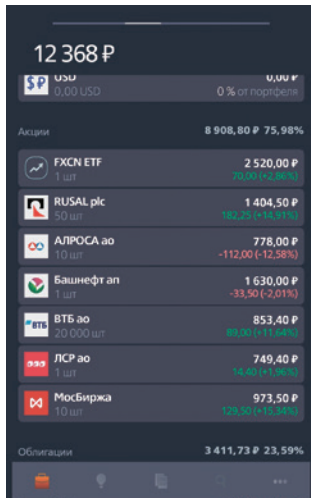 12 368 ₽
USD 0,00 ₽
0,00 USD 0 % от портфеля
Акции 8 908,80 ₽ 75,98%
FXCN ETF 2 520,00 ₽
1 шт 70,00 (+2,86%)
RUSAL plc 1 404,50 ₽
50 шт 182,25 (+14,91%)
АЛРОСА ао 778,00 ₽
10 шт -112,00 (-12,58%)
Башнефт ап 1 630,00 ₽
1 шт -33,50 (-2,01%)
ВТБ ВТБ ао 853,40 ₽
20 000 шт 89,00 (+11,64%)
ЛСР ао 749,40 ₽
1 шт 14,40 (+1,96%)
МосБиржа 973,50 ₽
10 шт 129,50 (+15,34%)
Облигации 3 411,73 ₽ 23,59%